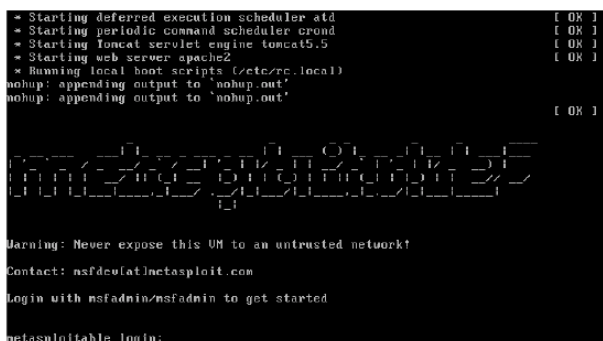 * Starting deferred execution scheduler atd [ OK ]
* Starting periodic command scheduler crond [ OK ]
* Starting Tomcat servlet engine tomcat5.5 [ OK ]
* Starting web server apache2 [ OK ]
* Running local boot scripts (/etc/rc.local)
nohup: appending output to `nohup.out'
nohup: appending output to `nohup.out'
[ OK ]
metasploitable2
Warning: Never expose this VM to an untrusted network!
Contact: msfdev[at]metasploit.com
Login with msfadmin/msfadmin to get started
metasploitable login: